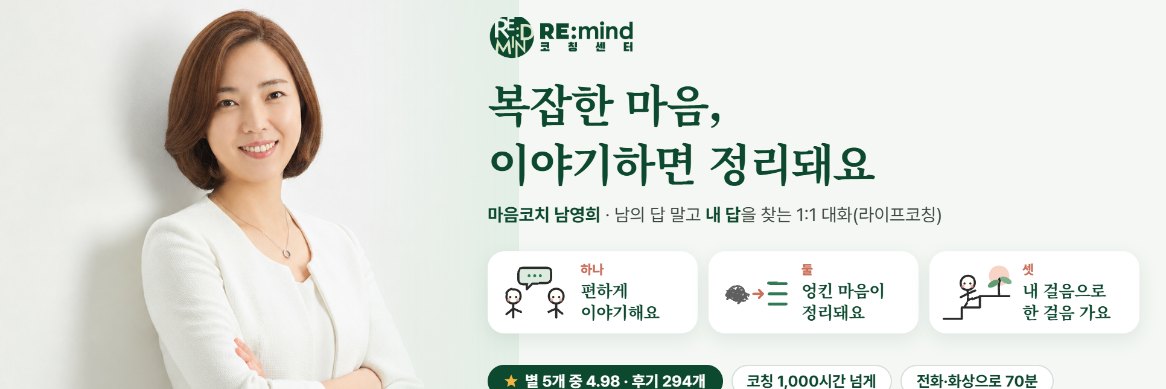 RE:D
MIN
RE:mind
코칭센터
복잡한 마음,
이야기하면 정리돼요
마음코치 남영희 · 남의 답 말고 내 답을 찾는 1:1 대화(라이프코칭)
하나
편하게
이야기해요
둘
엉킨 마음이
정리돼요
셋
내 걸음으로
한 걸음 가요
★ 별 5개 중 4.98 · 후기 294개
코칭 1,000시간 넘게
전화·화상으로 70분